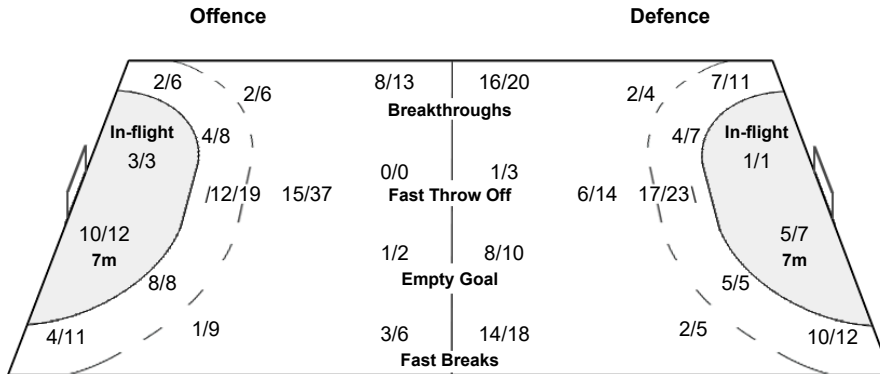 Offence Defence
2/6 2/6 8/13 16/20 2/4 7/11
Breakthroughs
In-flight 4/8 4/7 In-flight
3/3 0/0 1/3 1/1
12/19 15/37 Fast Throw Off 6/14 17/23
10/12 5/7
7m 1/2 8/10 7m
8/8 Empty Goal 5/5
4/11 1/9 3/6 14/18 2/5 10/12
Fast Breaks